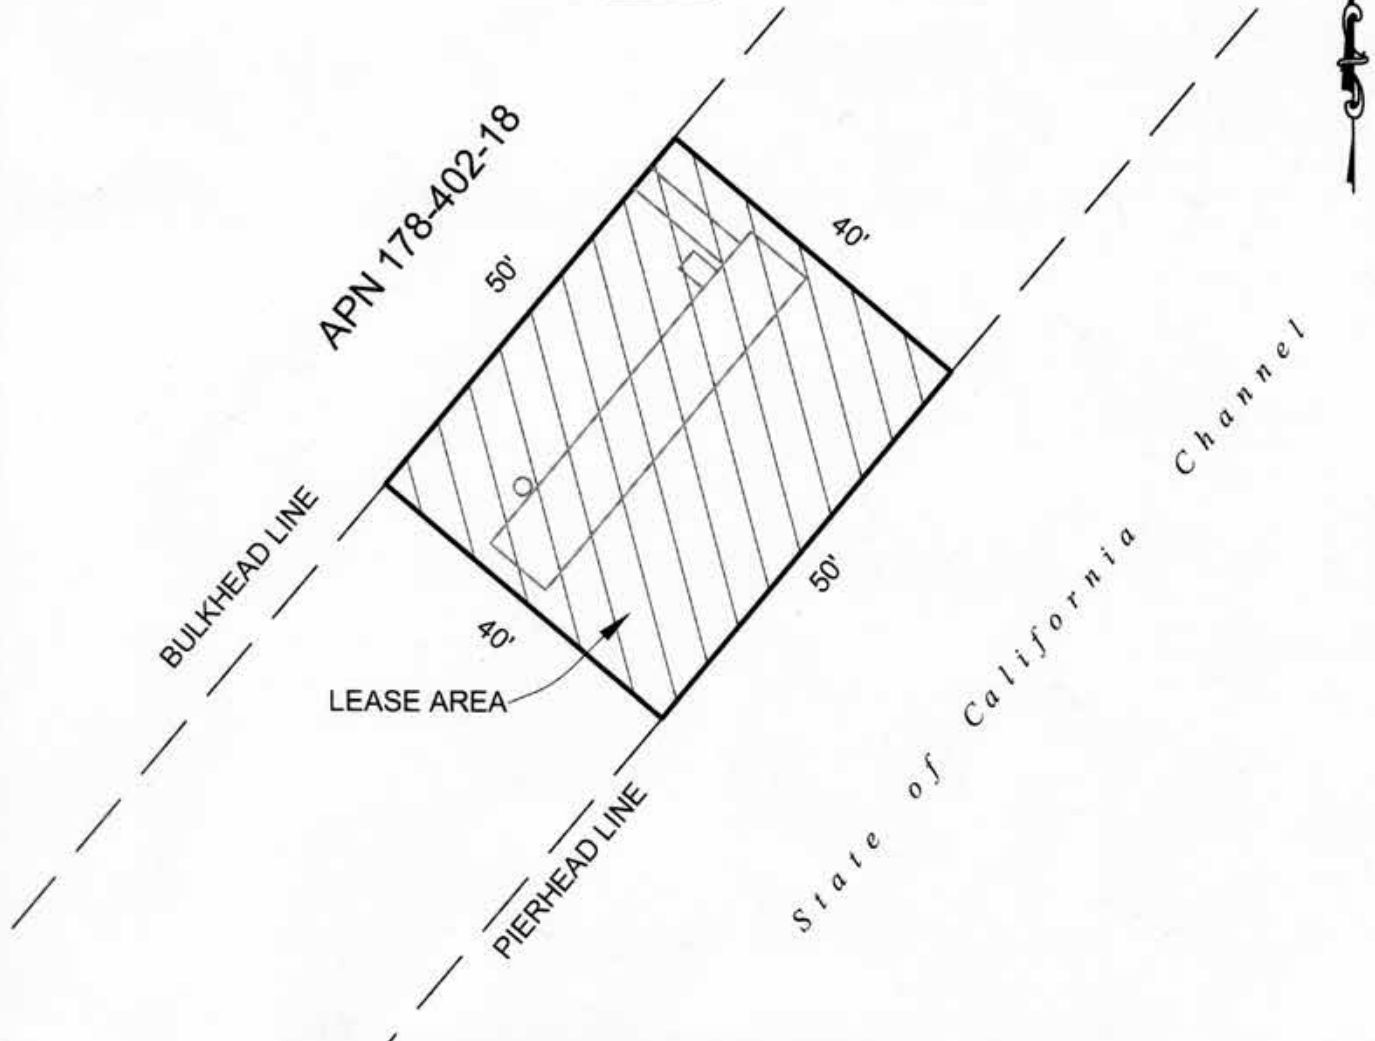 APN 178-402-18
50'
40'
BULKHEAD LINE
40'
50'
LEASE AREA
PIERHEAD LINE
State of California Channel